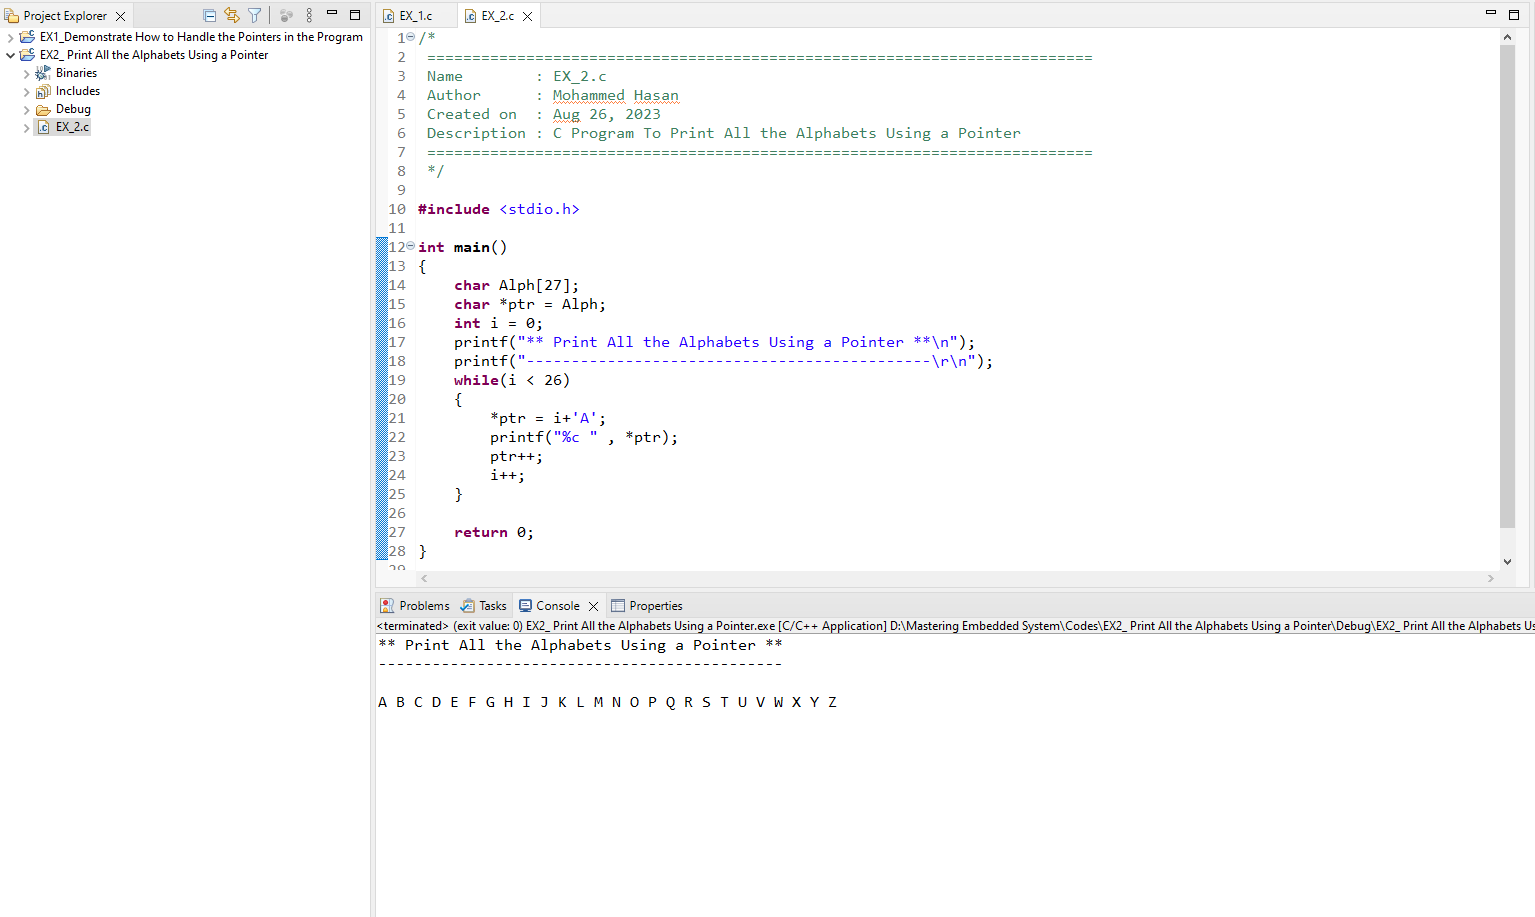 Project Explorer
EX1_Demonstrate How to Handle the Pointers in the Program
EX2_ Print All the Alphabets Using a Pointer
Binaries
Includes
Debug
EX_2.c
EX_1.c EX_2.c
1 /*
2 ==========================================================================
3 Name : EX_2.c
4 Author : Mohammed Hasan
5 Created on : Aug 26, 2023
6 Description : C Program To Print All the Alphabets Using a Pointer
7 ==========================================================================
8 */
9
10 #include <stdio.h>
11
12 int main()
13 {
14 char Alph[27];
15 char *ptr = Alph;
16 int i = 0;
17 printf("** Print All the Alphabets Using a Pointer **\n");
18 printf("---------------------------------------------\r\n");
19 while(i < 26)
20 {
21 *ptr = i+'A';
22 printf("%c " , *ptr);
23 ptr++;
24 i++;
25 }
26
27 return 0;
28 }
29
Problems Tasks Console Properties
<terminated> (exit value: 0) EX2_ Print All the Alphabets Using a Pointer.exe [C/C++ Application] D:\Mastering Embedded System\Codes\EX2_ Print All the Alphabets Using a Pointer\Debug\EX2_ Print All the Alphabets
** Print All the Alphabets Using a Pointer **
---------------------------------------------
A B C D E F G H I J K L M N O P Q R S T U V W X Y Z